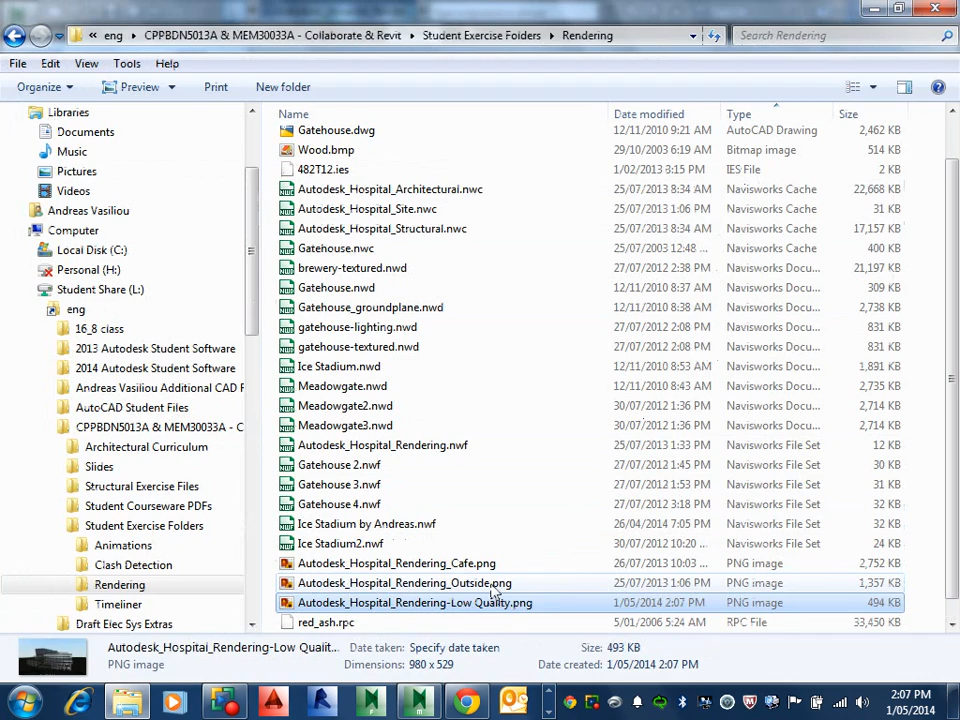 « eng ▸ CPPBDN5013A & MEM30033A - Collaborate & Revit ▸ Student Exercise Folders ▸ Rendering
Search Rendering
File Edit View Tools Help
Organize Preview Print New folder
Name Date modified Type Size
Libraries
Documents
Music
Pictures
Videos
Andreas Vasiliou
Computer
Local Disk (C:)
Personal (H:)
Student Share (L:)
eng
16_8 class
2013 Autodesk Student Software
2014 Autodesk Student Software
Andreas Vasiliou Additional CAD F
AutoCAD Student Files
CPPBDN5013A & MEM30033A - C
Architectural Curriculum
Slides
Structural Exercise Files
Student Courseware PDFs
Student Exercise Folders
Animations
Clash Detection
Rendering
Timeliner
Draft Elec Sys Extras
Gatehouse.dwg 12/11/2010 9:21 AM AutoCAD Drawing 2,462 KB
Wood.bmp 29/10/2003 6:19 AM Bitmap image 514 KB
482T12.ies 1/02/2013 8:15 PM IES File 2 KB
Autodesk_Hospital_Architectural.nwc 25/07/2013 8:34 AM Navisworks Cache 22,668 KB
Autodesk_Hospital_Site.nwc 25/07/2013 1:06 PM Navisworks Cache 31 KB
Autodesk_Hospital_Structural.nwc 25/07/2013 8:34 AM Navisworks Cache 17,157 KB
Gatehouse.nwc 25/07/2003 12:48 ... Navisworks Cache 400 KB
brewery-textured.nwd 27/07/2012 2:38 PM Navisworks Docu... 21,197 KB
Gatehouse.nwd 12/11/2010 8:37 AM Navisworks Docu... 309 KB
Gatehouse_groundplane.nwd 12/11/2010 8:38 AM Navisworks Docu... 2,738 KB
gatehouse-lighting.nwd 27/07/2012 2:08 PM Navisworks Docu... 831 KB
gatehouse-textured.nwd 27/07/2012 2:08 PM Navisworks Docu... 831 KB
Ice Stadium.nwd 12/11/2010 8:53 AM Navisworks Docu... 1,891 KB
Meadowgate.nwd 12/11/2010 8:43 AM Navisworks Docu... 2,735 KB
Meadowgate2.nwd 30/07/2012 1:36 PM Navisworks Docu... 2,714 KB
Meadowgate3.nwd 30/07/2012 1:36 PM Navisworks Docu... 2,714 KB
Autodesk_Hospital_Rendering.nwf 25/07/2013 1:33 PM Navisworks File Set 12 KB
Gatehouse 2.nwf 27/07/2012 1:45 PM Navisworks File Set 30 KB
Gatehouse 3.nwf 27/07/2012 1:51 PM Navisworks File Set 31 KB
Gatehouse 4.nwf 27/07/2012 3:18 PM Navisworks File Set 32 KB
Ice Stadium by Andreas.nwf 26/04/2014 7:05 PM Navisworks File Set 32 KB
Ice Stadium2.nwf 30/07/2012 10:20 ... Navisworks File Set 24 KB
Autodesk_Hospital_Rendering_Cafe.png 26/07/2013 10:03 ... PNG image 2,752 KB
Autodesk_Hospital_Rendering_Outside.png 25/07/2013 1:06 PM PNG image 1,357 KB
Autodesk_Hospital_Rendering-Low Quality.png 1/05/2014 2:07 PM PNG image 494 KB
red_ash.rpc 5/01/2006 5:24 AM RPC File 33,450 KB
Autodesk_Hospital_Rendering-Low Qualit... Date taken: Specify date taken Size: 493 KB
PNG image Dimensions: 980 x 529 Date created: 1/05/2014 2:07 PM
2:07 PM
1/05/2014